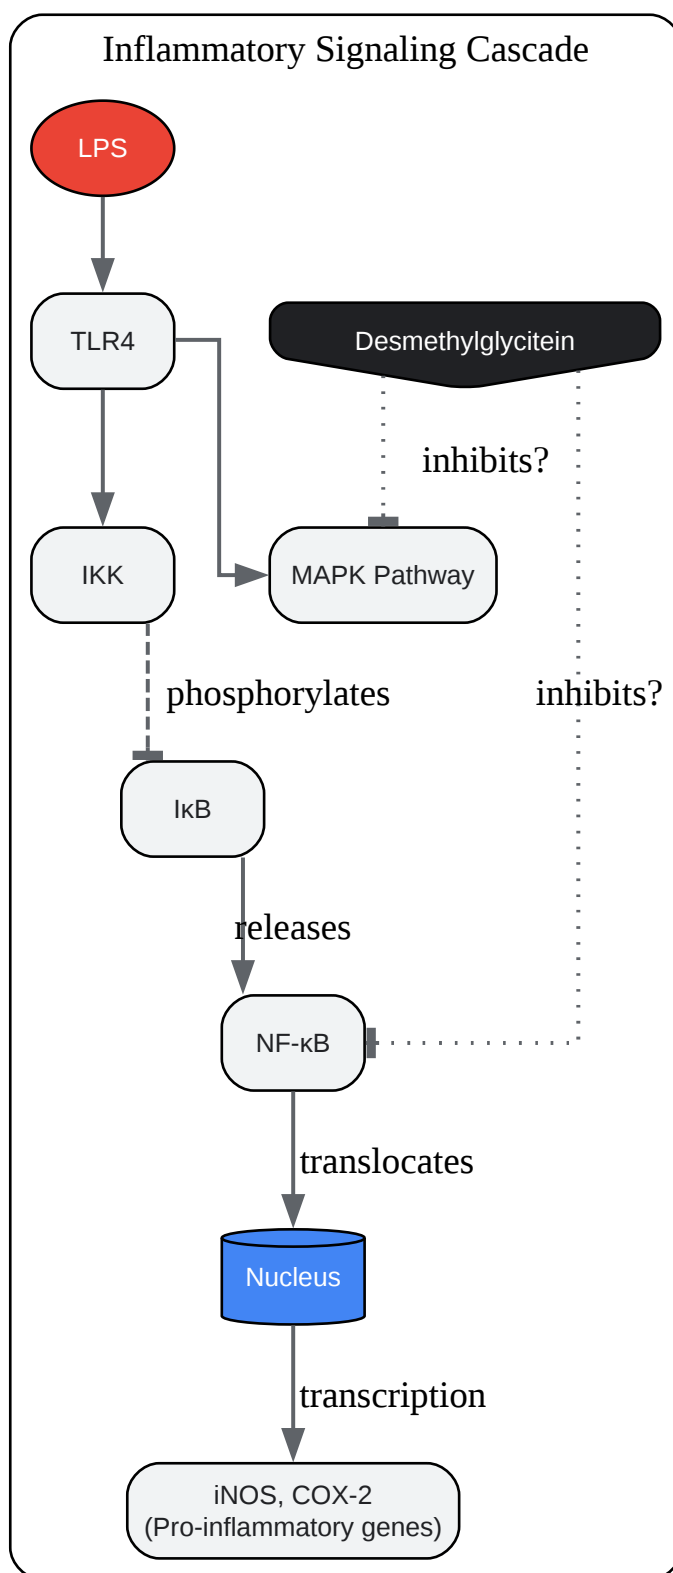 Inflammatory Signaling Cascade
LPS
TLR4
Desmethylglycitein
inhibits?
IKK
MAPK Pathway
phosphorylates
inhibits?
IκB
releases
NF-κB
translocates
Nucleus
transcription
iNOS, COX-2
(Pro-inflammatory genes)